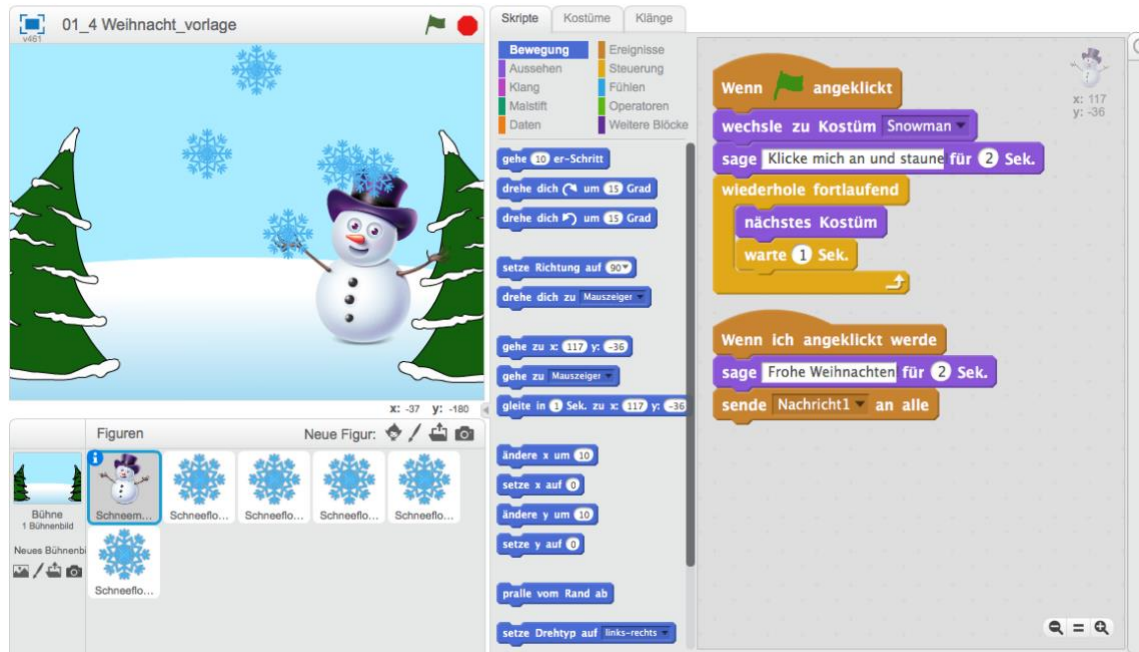 01_4 Weihnacht_vorlage
v461
x: -37 y: -180
Figuren
Neue Figur:
Bühne
1 Bühnenbild
Neues Bühnenbi
Schneem...
Schneeflo...
Schneeflo...
Schneeflo...
Schneeflo...
Schneeflo...
Skripte
Kostüme
Klänge
Bewegung
Ereignisse
Aussehen
Steuerung
Klang
Fühlen
Malstift
Operatoren
Daten
Weitere Blöcke
gehe 10 er-Schritt
drehe dich um 15 Grad
drehe dich um 15 Grad
setze Richtung auf 90
drehe dich zu Mauszeiger
gehe zu x: 117 y: -36
gehe zu Mauszeiger
gleite in 1 Sek. zu x: 117 y: -36
ändere x um 10
setze x auf 0
ändere y um 10
setze y auf 0
pralle vom Rand ab
setze Drehtyp auf links-rechts
Wenn angeklickt
wechsle zu Kostüm Snowman
sage Klicke mich an und staune für 2 Sek.
wiederhole fortlaufend
nächstes Kostüm
warte 1 Sek.
Wenn ich angeklickt werde
sage Frohe Weihnachten für 2 Sek.
sende Nachricht1 an alle
x: 117
y: -36